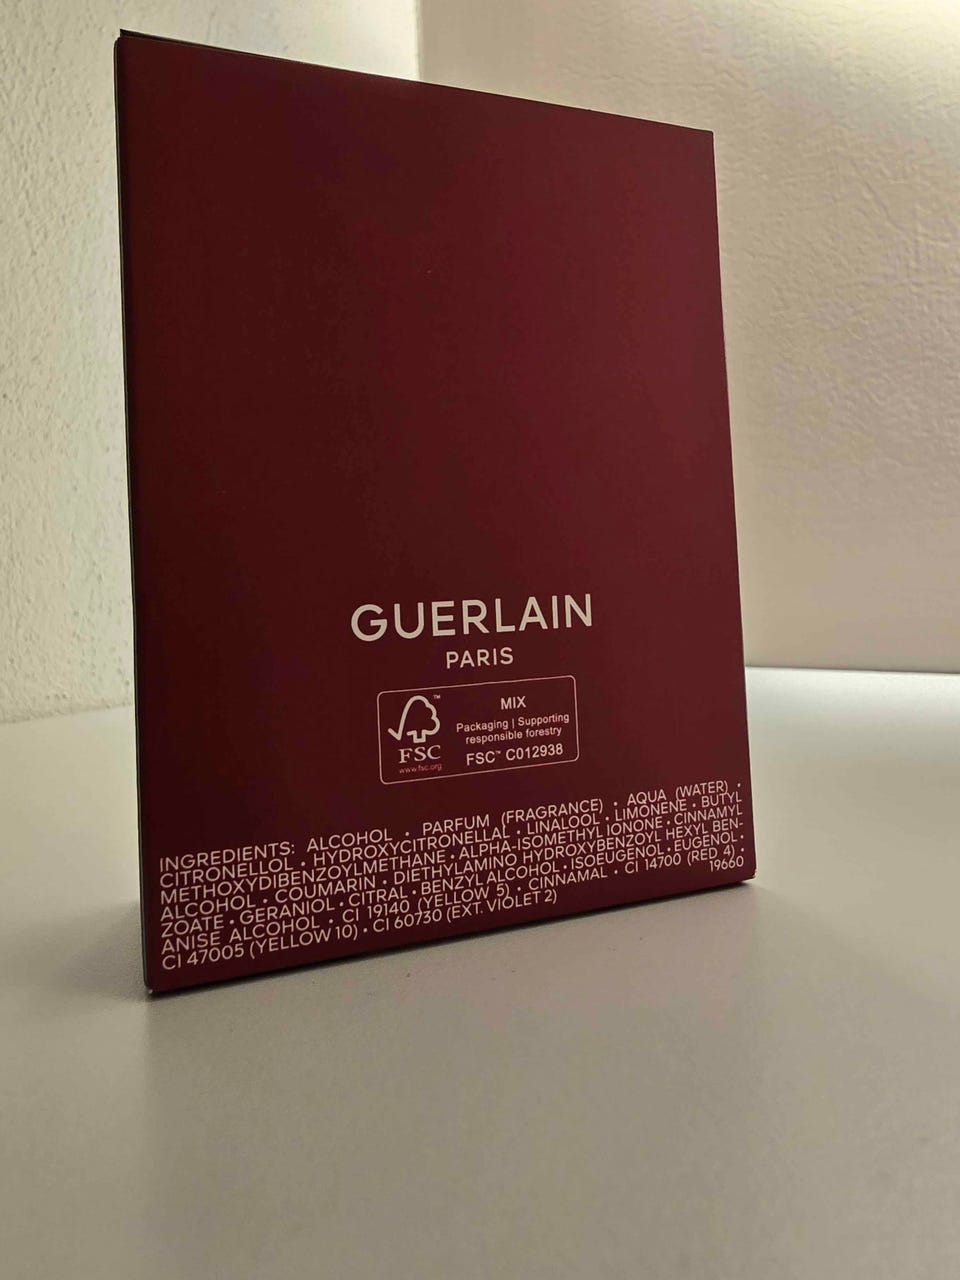 GUERLAIN
PARIS
FSC™
www.fsc.org
MIX
Packaging | Supporting
responsible forestry
FSC™ C012938
INGREDIENTS: ALCOHOL • PARFUM (FRAGRANCE) • AQUA (WATER) •
CITRONELLOL • HYDROXYCITRONELLAL • LINALOOL • LIMONENE • BUTYL
METHOXYDIBENZOYLMETHANE • ALPHA-ISOMETHYL IONONE • CINNAMYL
ALCOHOL • COUMARIN • DIETHYLAMINO HYDROXYBENZOYL HEXYL BEN-
ZOATE • GERANIOL • CITRAL • BENZYL ALCOHOL • ISOEUGENOL • EUGENOL •
ANISE ALCOHOL • CI 19140 (YELLOW 5) • CINNAMAL • CI 14700 (RED 4) •
CI 47005 (YELLOW 10) • CI 60730 (EXT. VIOLET 2) 19660